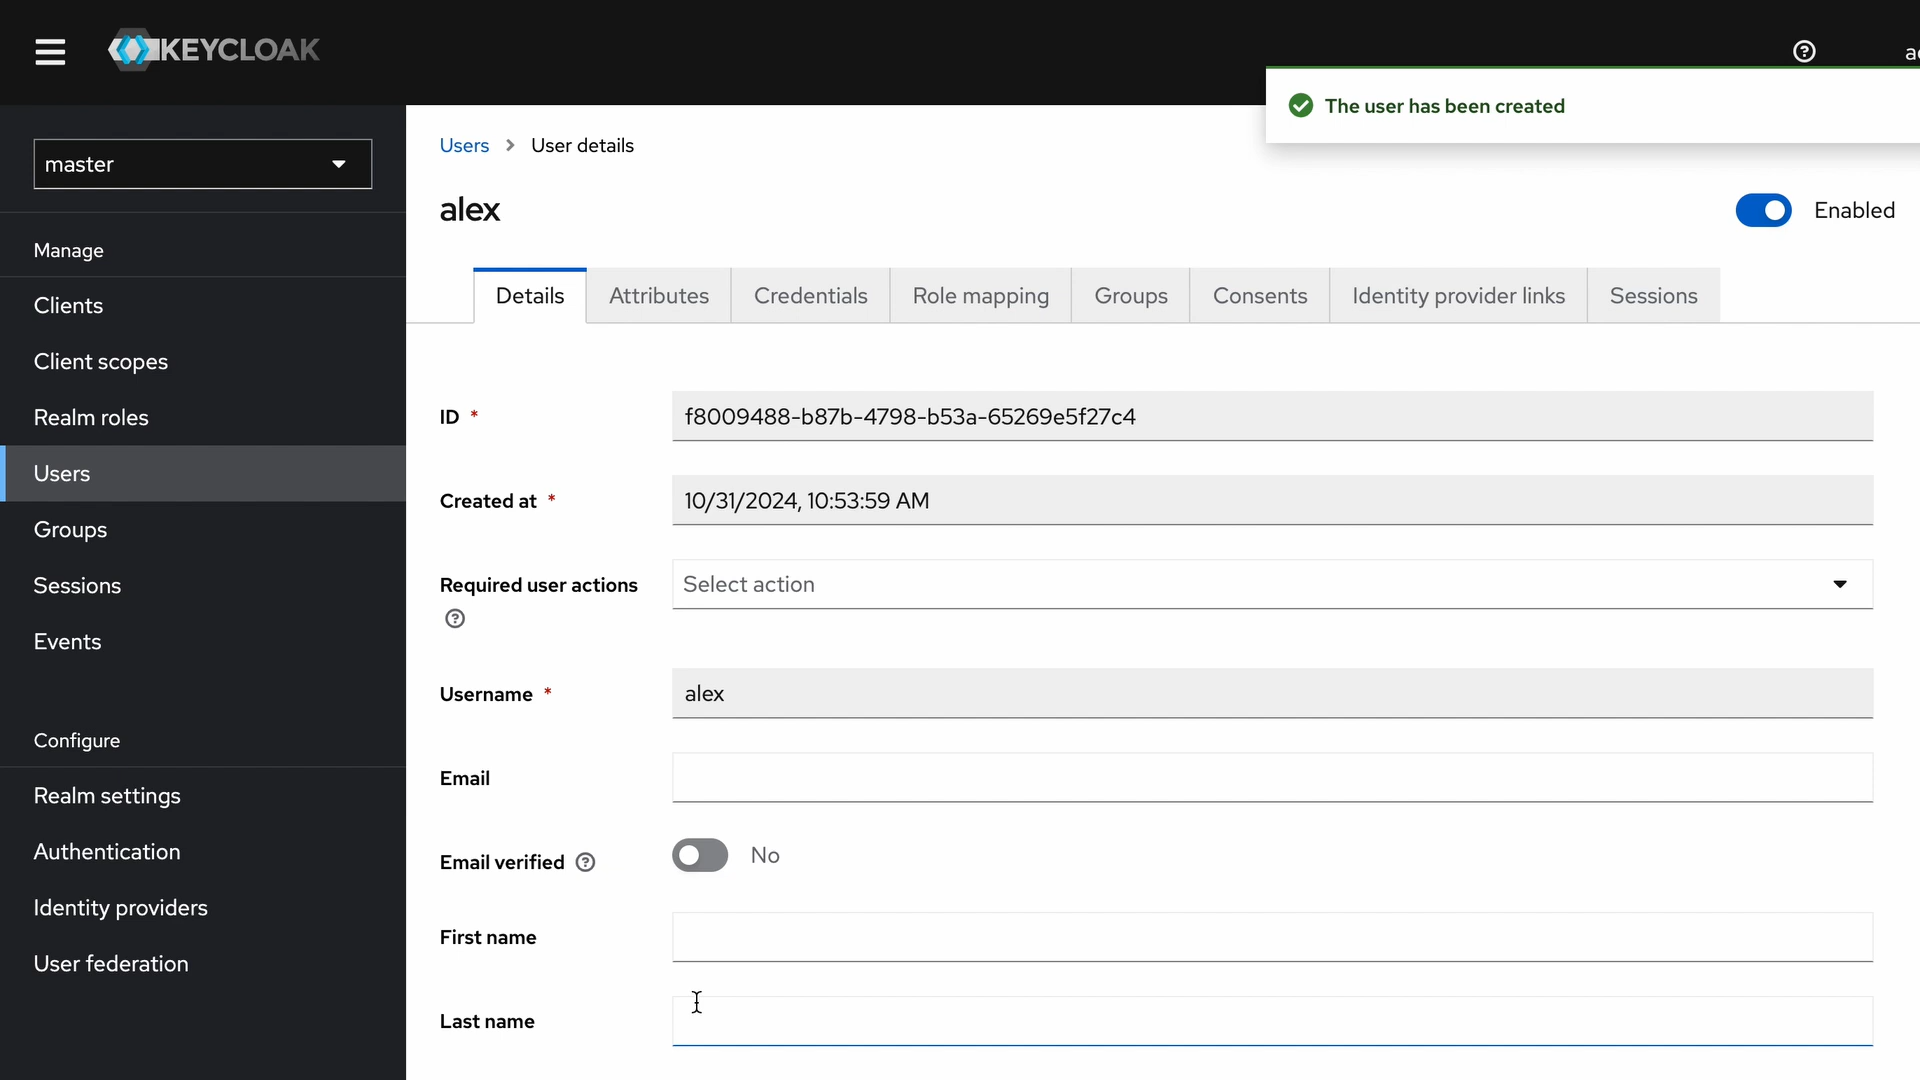 KEYCLOAK
The user has been created
master
Manage
Clients
Client scopes
Realm roles
Users
Groups
Sessions
Events
Configure
Realm settings
Authentication
Identity providers
User federation
Users > User details
alex
Enabled
Details Attributes Credentials Role mapping Groups Consents Identity provider links Sessions
ID * f8009488-b87b-4798-b53a-65269e5f27c4
Created at * 10/31/2024, 10:53:59 AM
Required user actions Select action
Username * alex
Email
Email verified No
First name
Last name